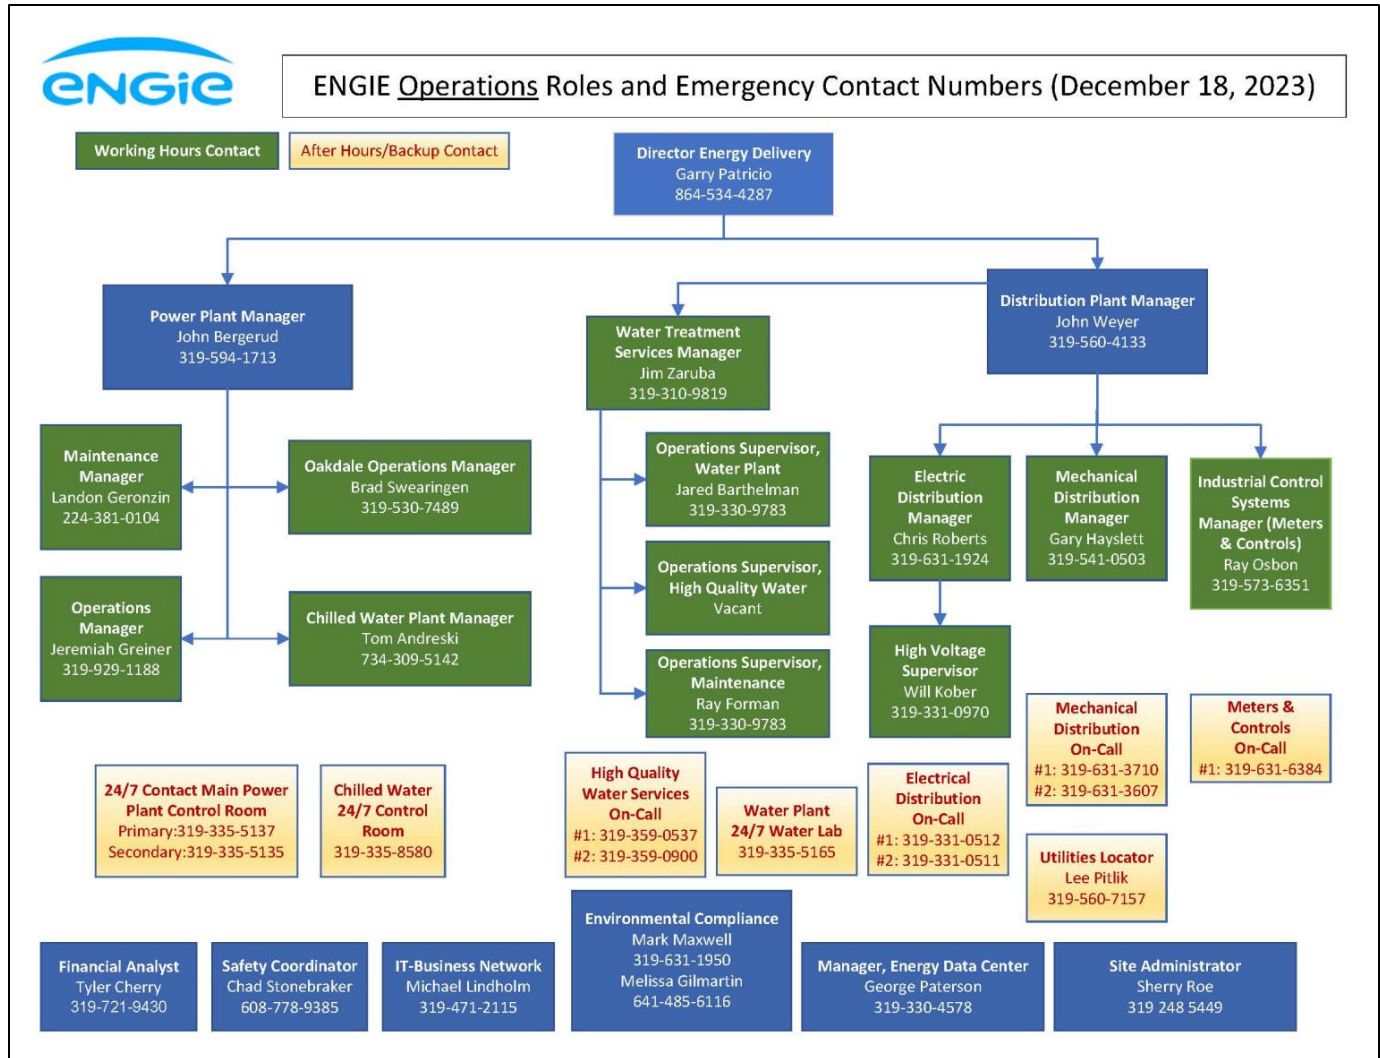 ENGIE
ENGIE Operations Roles and Emergency Contact Numbers (December 18, 2023)
Working Hours Contact
After Hours/Backup Contact
Director Energy Delivery
Garry Patricio
864-534-4287
Power Plant Manager
John Bergerud
319-594-1713
Distribution Plant Manager
John Weyer
319-560-4133
Water Treatment
Services Manager
Jim Zaruba
319-310-9819
Maintenance
Manager
Landon Geronzin
224-381-0104
Oakdale Operations Manager
Brad Swearingen
319-530-7489
Operations
Manager
Jeremiah Greiner
319-929-1188
Chilled Water Plant Manager
Tom Andreski
734-309-5142
Operations Supervisor,
Water Plant
Jared Barthelman
319-330-9783
Operations Supervisor,
High Quality Water
Vacant
Operations Supervisor,
Maintenance
Ray Forman
319-330-9783
Electric
Distribution
Manager
Chris Roberts
319-631-1924
Mechanical
Distribution
Manager
Gary Hayslett
319-541-0503
Industrial Control
Systems
Manager (Meters
& Controls)
Ray Osbon
319-573-6351
High Voltage
Supervisor
Will Kober
319-331-0970
24/7 Contact Main Power
Plant Control Room
Primary:319-335-5137
Secondary:319-335-5135
Chilled Water
24/7 Control
Room
319-335-8580
High Quality
Water Services
On-Call
#1: 319-359-0537
#2: 319-359-0900
Water Plant
24/7 Water Lab
319-335-5165
Electrical
Distribution
On-Call
#1: 319-331-0512
#2: 319-331-0511
Mechanical
Distribution
On-Call
#1: 319-631-3710
#2: 319-631-3607
Meters &
Controls
On-Call
#1: 319-631-6384
Utilities Locator
Lee Pitlik
319-560-7157
Financial Analyst
Tyler Cherry
319-721-9430
Safety Coordinator
Chad Stonebraker
608-778-9385
IT-Business Network
Michael Lindholm
319-471-2115
Environmental Compliance
Mark Maxwell
319-631-1950
Melissa Gilmartin
641-485-6116
Manager, Energy Data Center
George Paterson
319-330-4578
Site Administrator
Sherry Roe
319 248 5449